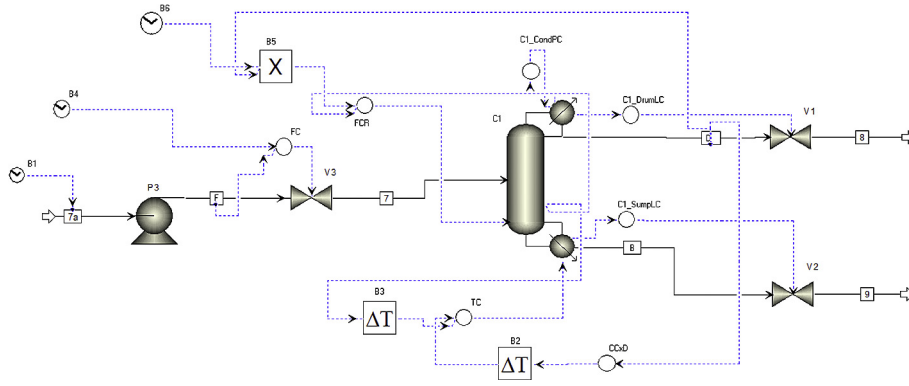 B6
B5
X
C1_CondPC
B4
FCR
C1
C1_DrumLC
V1
8
B1
FC
P3
F
V3
7
7a
C1_SumpLC
B
V2
9
B3
ΔT
TC
B2
ΔT
CCxD